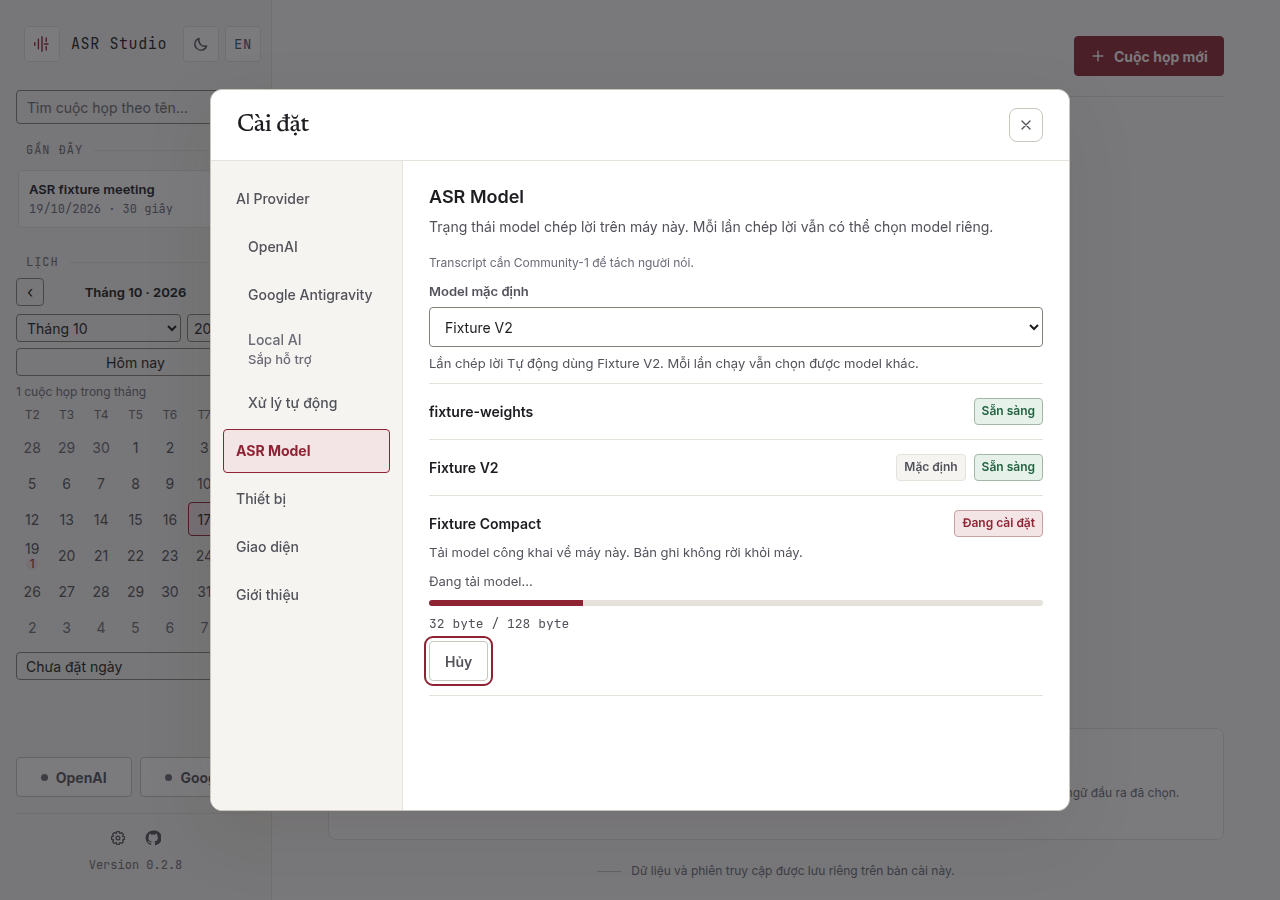 ASR Studio
EN
Tìm cuộc họp theo tên...
GẦN ĐÂY
ASR fixture meeting
19/10/2026 · 30 giây
LỊCH
Tháng 10 · 2026
Tháng 10
20
Hôm nay
1 cuộc họp trong tháng
T2 T3 T4 T5 T6 T7
28 29 30 1 2 3
5 6 7 8 9 10
12 13 14 15 16 17
19 20 21 22 23 24
1
26 27 28 29 30 31
2 3 4 5 6 7
Chưa đặt ngày
OpenAI
Version 0.2.8
Cuộc họp mới
Cài đặt
AI Provider
OpenAI
Google Antigravity
Local AI
Sắp hỗ trợ
Xử lý tự động
ASR Model
Thiết bị
Giao diện
Giới thiệu
ASR Model
Trạng thái model chép lời trên máy này. Mỗi lần chép lời vẫn có thể chọn model riêng.
Transcript cần Community-1 để tách người nói.
Model mặc định
Fixture V2
Lần chép lời Tự động dùng Fixture V2. Mỗi lần chạy vẫn chọn được model khác.
fixture-weights
Sẵn sàng
Fixture V2
Mặc định
Sẵn sàng
Fixture Compact
Đang cài đặt
Tải model công khai về máy này. Bản ghi không rời khỏi máy.
Đang tải model...
32 byte / 128 byte
Hủy
ngữ đầu ra đã chọn.
Dữ liệu và phiên truy cập được lưu riêng trên bản cài này.